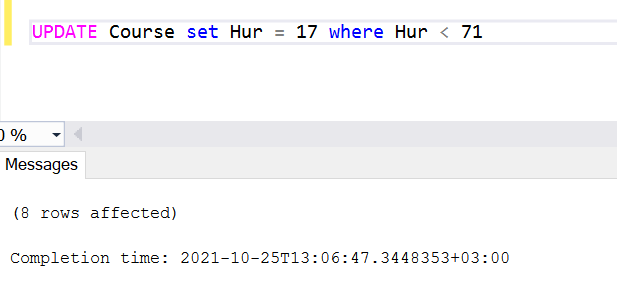 UPDATE Course set Hur = 17 where Hur < 71
0 %
Messages
(8 rows affected)
Completion time: 2021-10-25T13:06:47.3448353+03:00